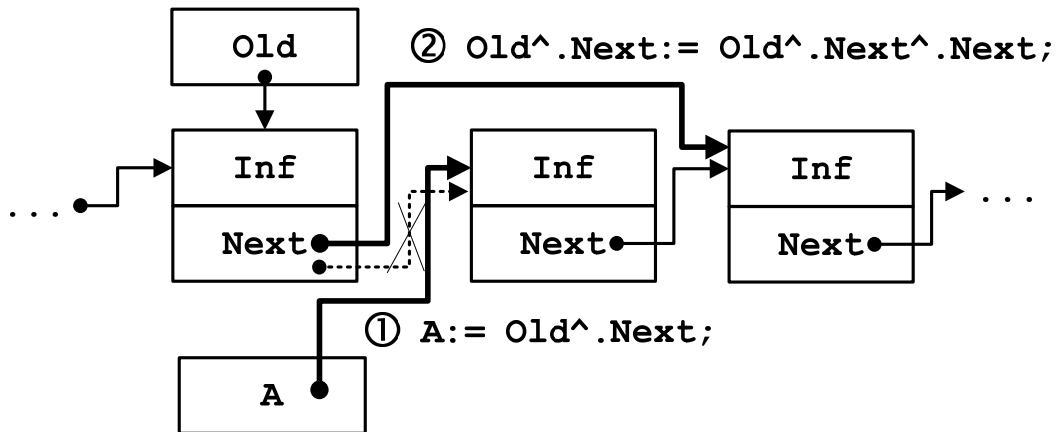 Old
② Old^.Next:= Old^.Next^.Next;
Inf
Inf
Inf
...
...
Next
Next
Next
① A:= Old^.Next;
A